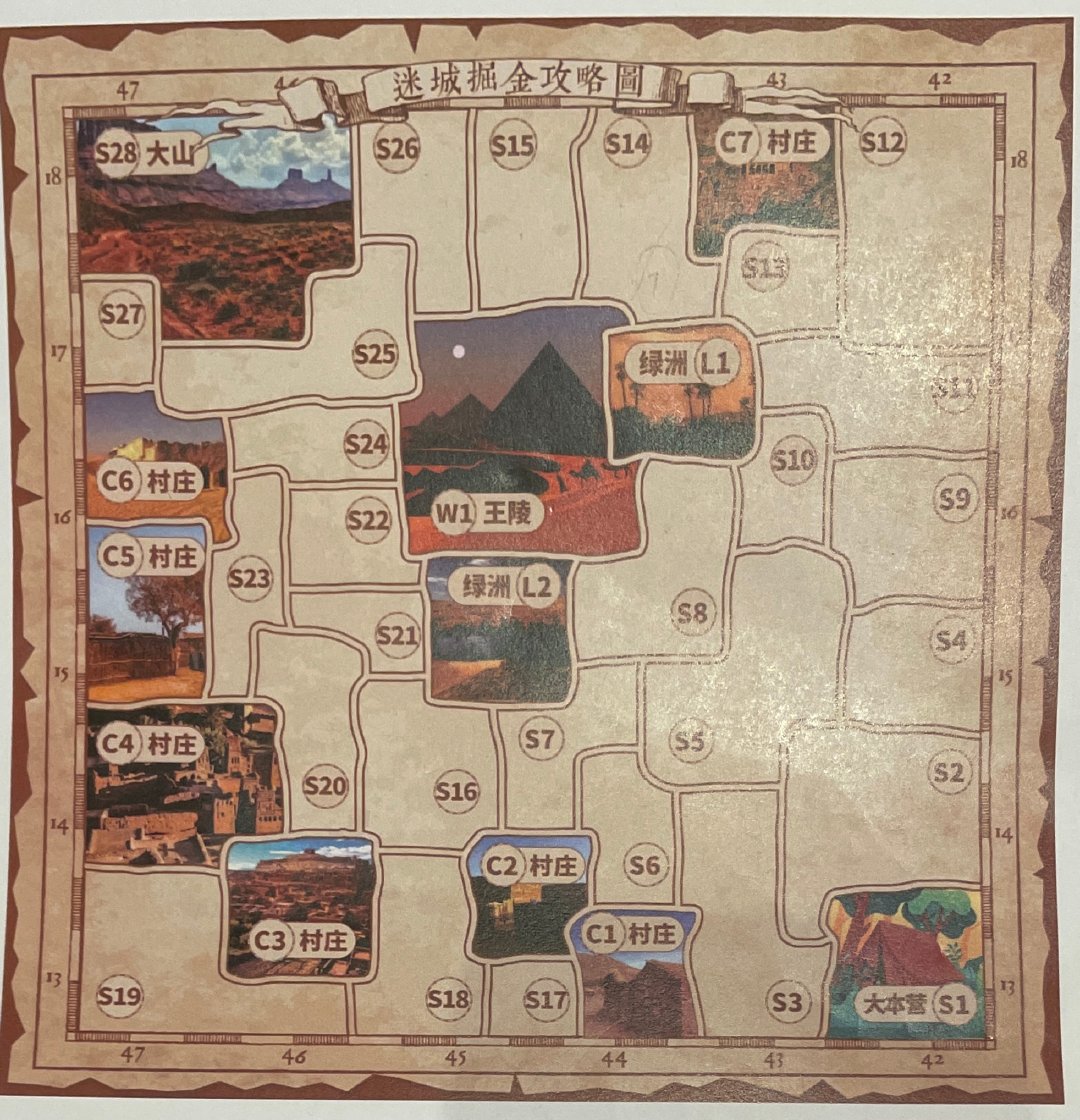 迷城掘金攻略圖
47 43 42
18 S28 大山 S26 S15 S14 C7 村庄 S12 18
S13
S27
17 S25 绿洲 L1
S11
S24 S10
C6 村庄 S9
16 S22 W1 王陵 16
C5 村庄
S23 绿洲 L2
S21 S8 S4
15 15
C4 村庄 S7 S5
S20 S16 S2
14 14
C2 村庄 S6
C3 村庄 C1 村庄
13 S19 S18 S17 S3 大本营 S1 13
47 46 45 44 43 42